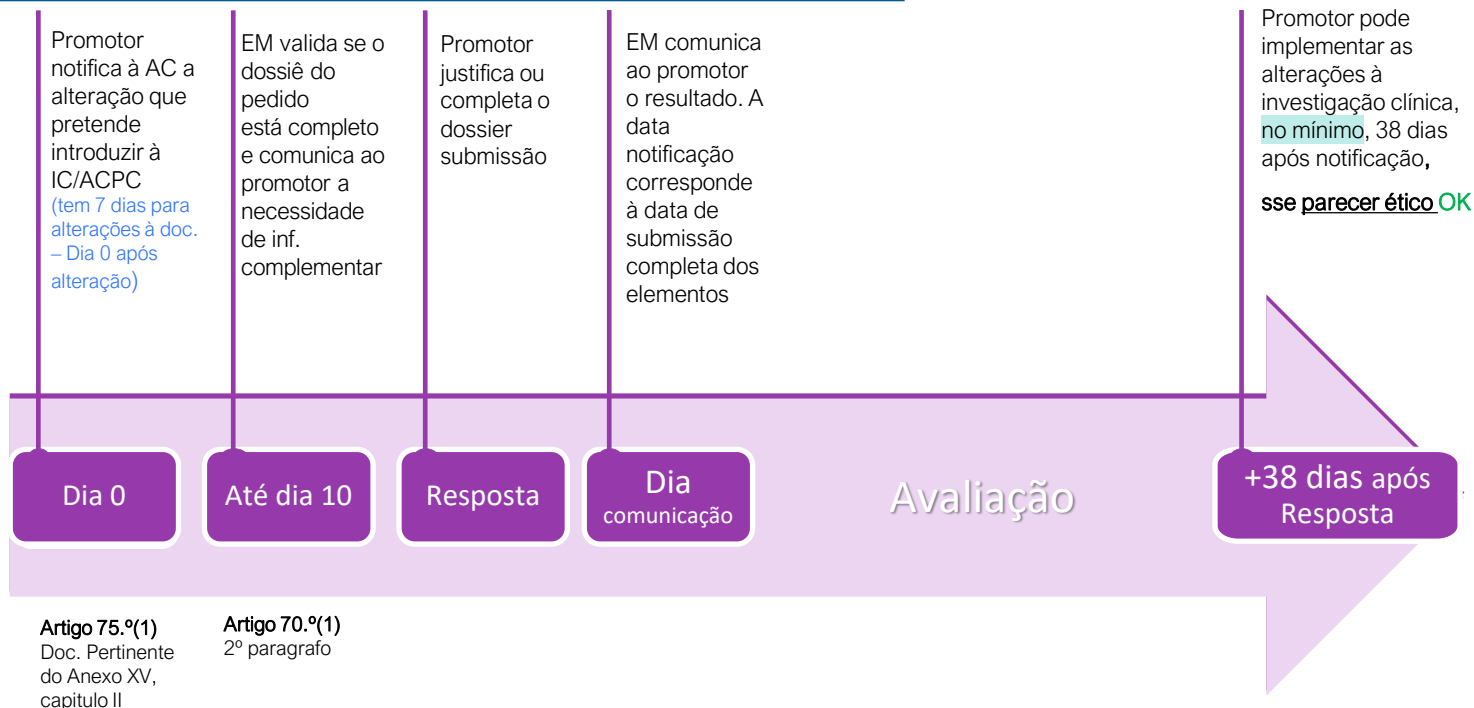 Promotor
notifica à AC a
alteração que
pretende
introduzir à
IC/ACPC
(tem 7 dias para
alterações à doc.
– Dia 0 após
alteração)
EM valida se o
dossiê do
pedido
está completo
e comunica ao
promotor a
necessidade
de inf.
complementar
Promotor
justifica ou
completa o
dossier
submissão
EM comunica
ao promotor
o resultado. A
data
notificação
corresponde
à data de
submissão
completa dos
elementos
Promotor pode
implementar as
alterações à
investigação clínica,
no mínimo, 38 dias
após notificação,
sse parecer ético OK
Dia 0
Até dia 10
Resposta
Dia
comunicação
Avaliação
+38 dias após
Resposta
Artigo 75.º(1)
Doc. Pertinente
do Anexo XV,
capitulo II
Artigo 70.º(1)
2º paragrafo